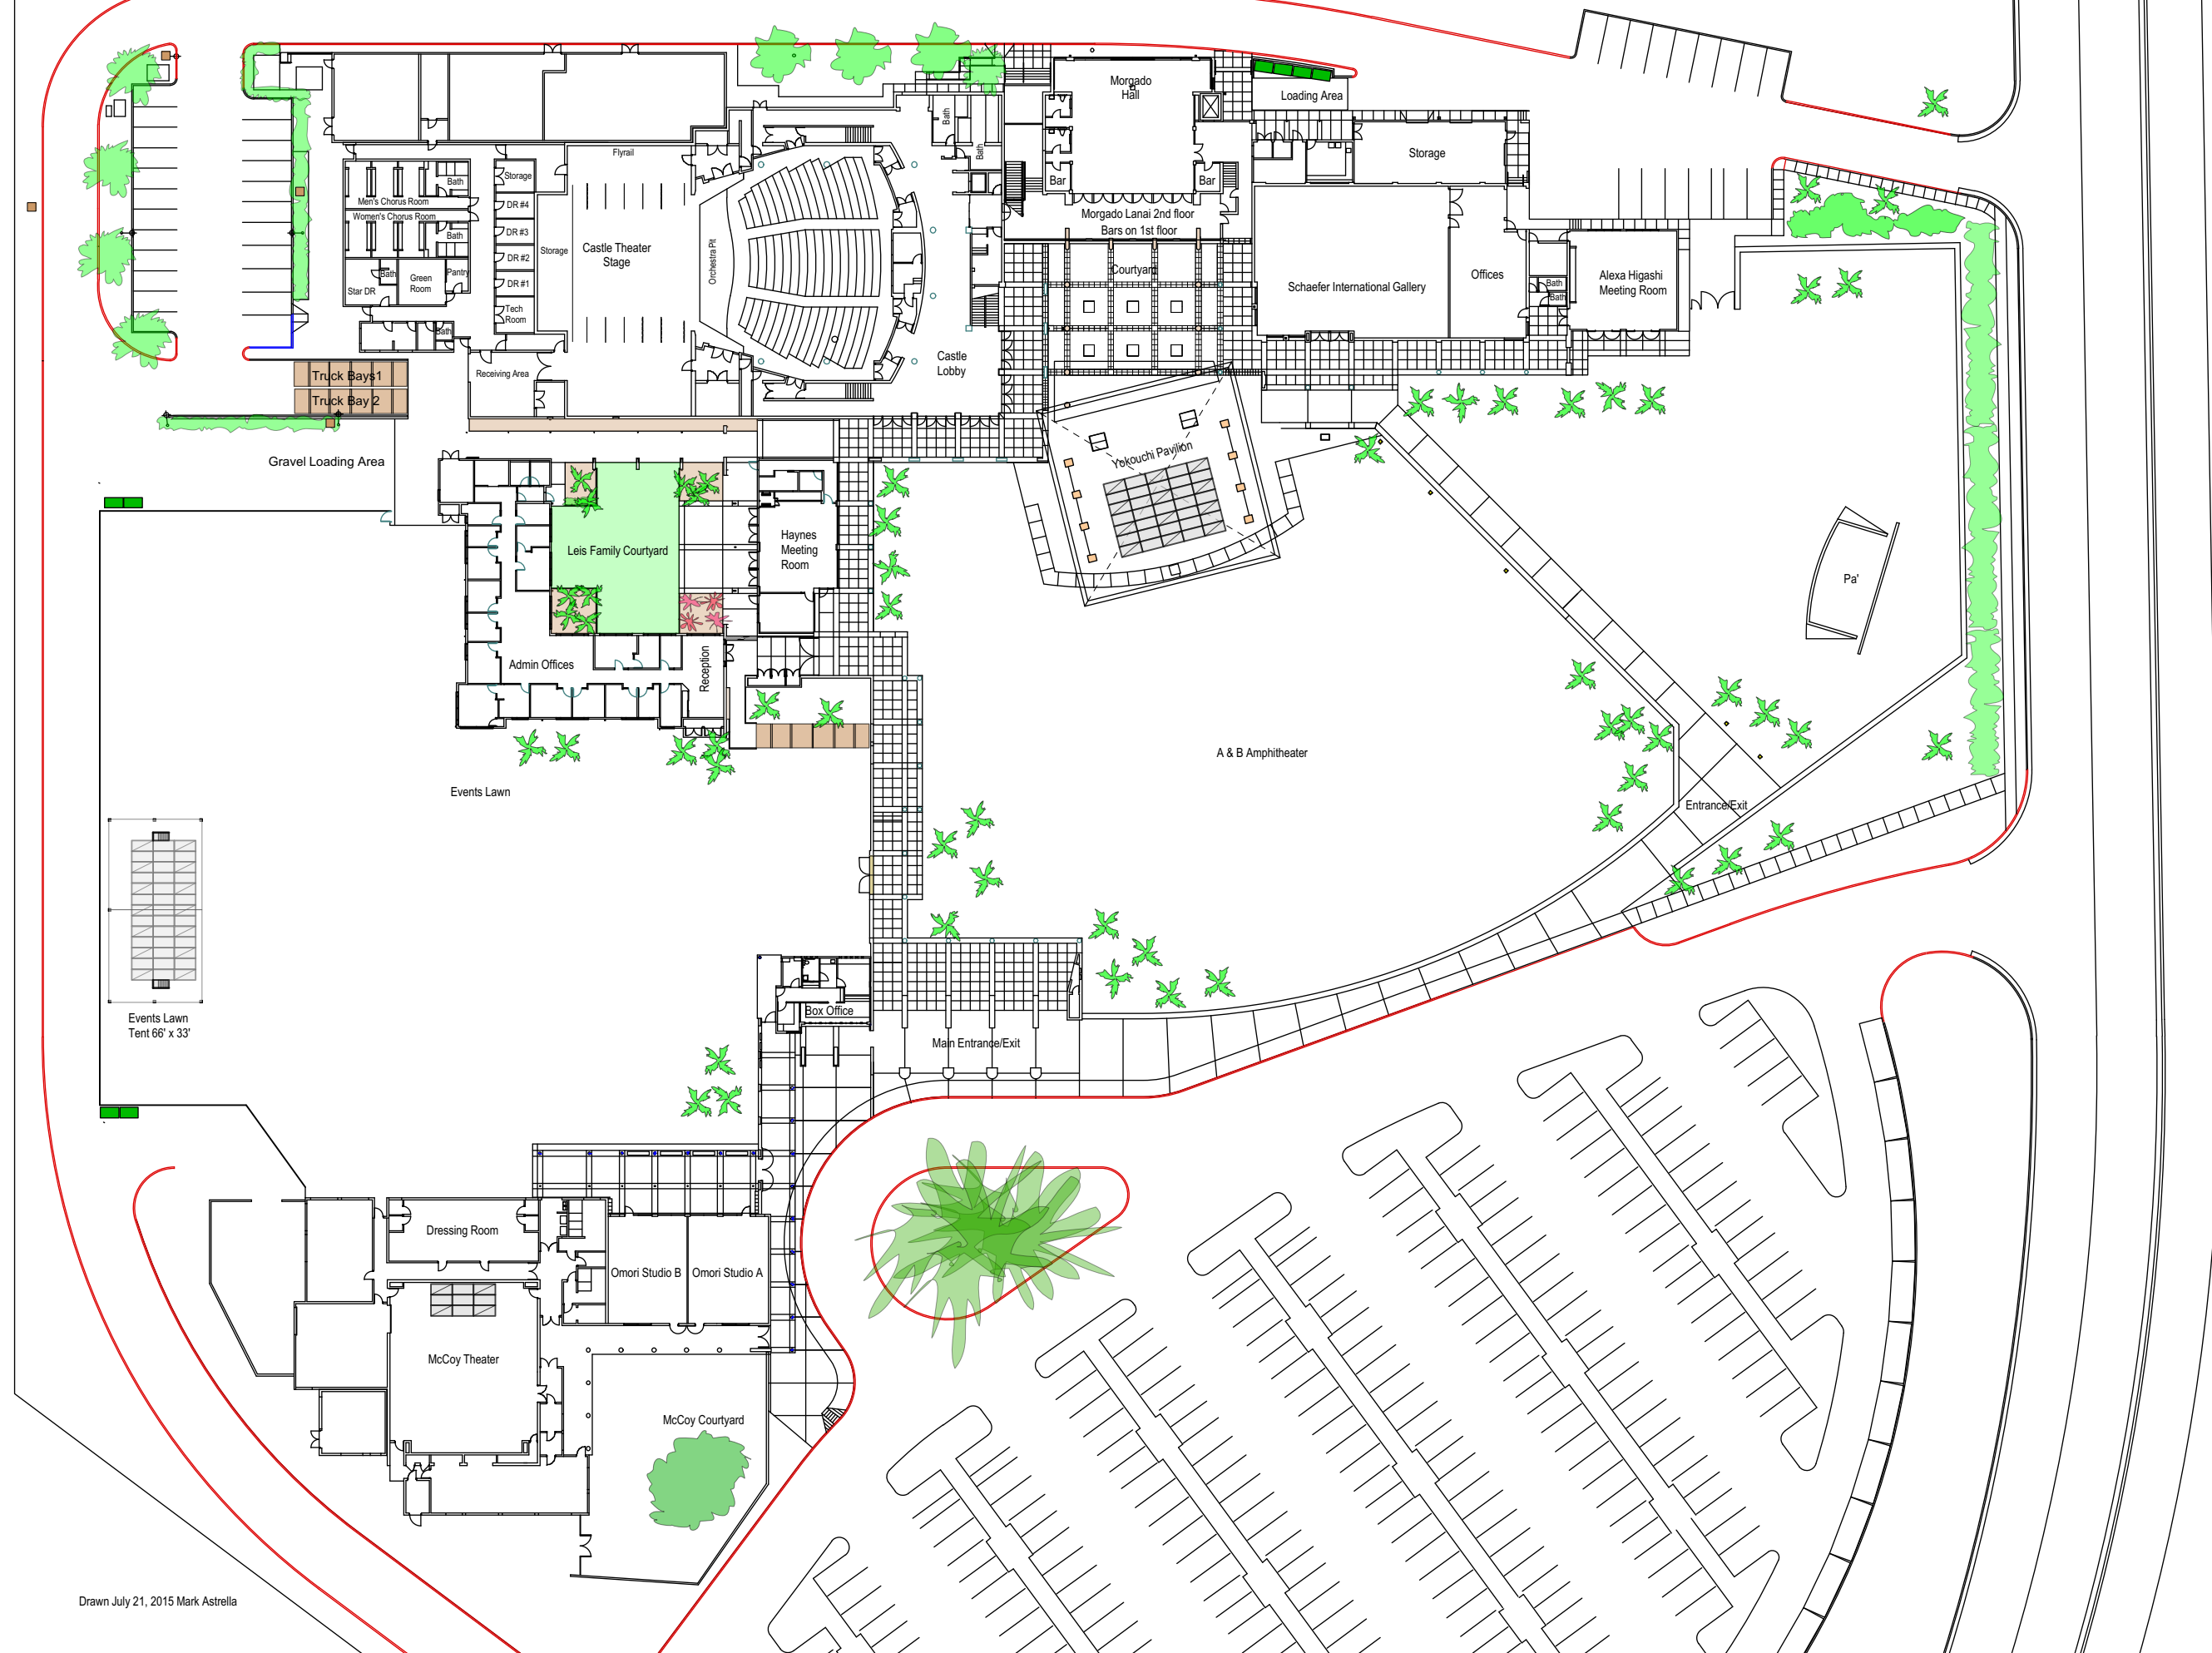 Morgado
Hall
Loading Area
Bath
Bath
Flyrail
Storage
Storage
Bath
Men's Chorus Room
DR #4
Bar
Bar
Women's Chorus Room
Morgado Lanai 2nd floor
Bars on 1st floor
DR #3
Bath
Storage
Castle Theater
Stage
Orchestra Pit
DR #2
Courtyard
Bath
Green
Room
Pantry
Star DR
DR #1
Schaefer International Gallery
Offices
Alexa Higashi
Meeting Room
Bath
Bath
Tech
Room
Bath
Castle
Lobby
Receiving Area
Truck Bays1
Truck Bay 2
Gravel Loading Area
Yokouchi Pavilion
Leis Family Courtyard
Haynes
Meeting
Room
Pa'
Admin Offices
Reception
A & B Amphitheater
Events Lawn
Entrance/Exit
Events Lawn
Tent 66' x 33'
Box Office
Main Entrance/Exit
Dressing Room
Omori Studio B
Omori Studio A
McCoy Theater
McCoy Courtyard
Drawn July 21, 2015 Mark Astrella